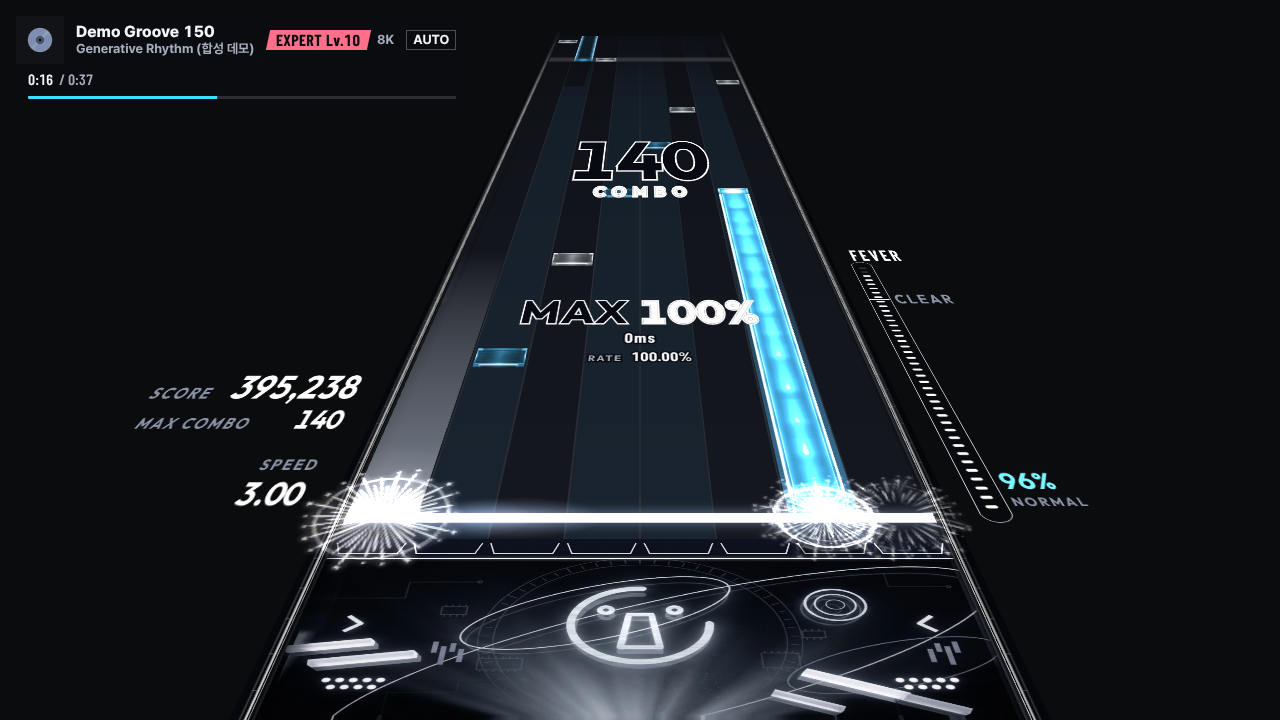 Demo Groove 150
Generative Rhythm (합성 데모)
EXPERT Lv.10
8K
AUTO
0:16 / 0:37
140
COMBO
FEVER
CLEAR
MAX 100%
0ms
RATE 100.00%
SCORE 395,238
MAX COMBO 140
SPEED
3.00
96%
NORMAL